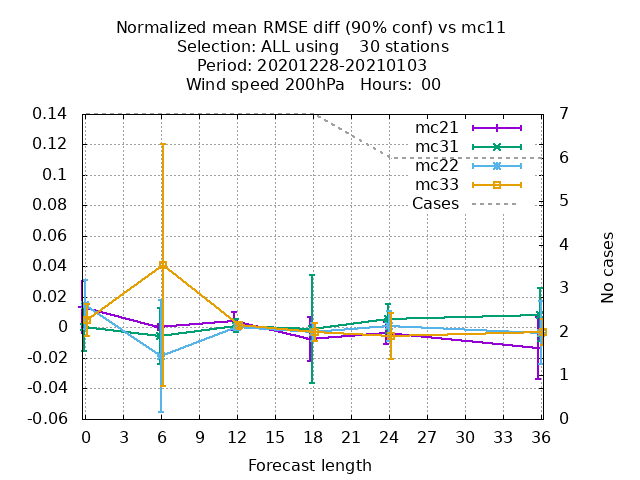 Normalized mean RMSE diff (90% conf) vs mc11
Selection: ALL using    30 stations
Period: 20201228-20210103
Wind speed 200hPa   Hours:  00
0.14
0.12
0.1
0.08
0.06
0.04
0.02
0
-0.02
-0.04
-0.06
7
6
5
4
3
2
1
0
mc21
mc31
mc22
mc33
Cases
No cases
0 3 6 9 12 15 18 21 24 27 30 33 36
Forecast length